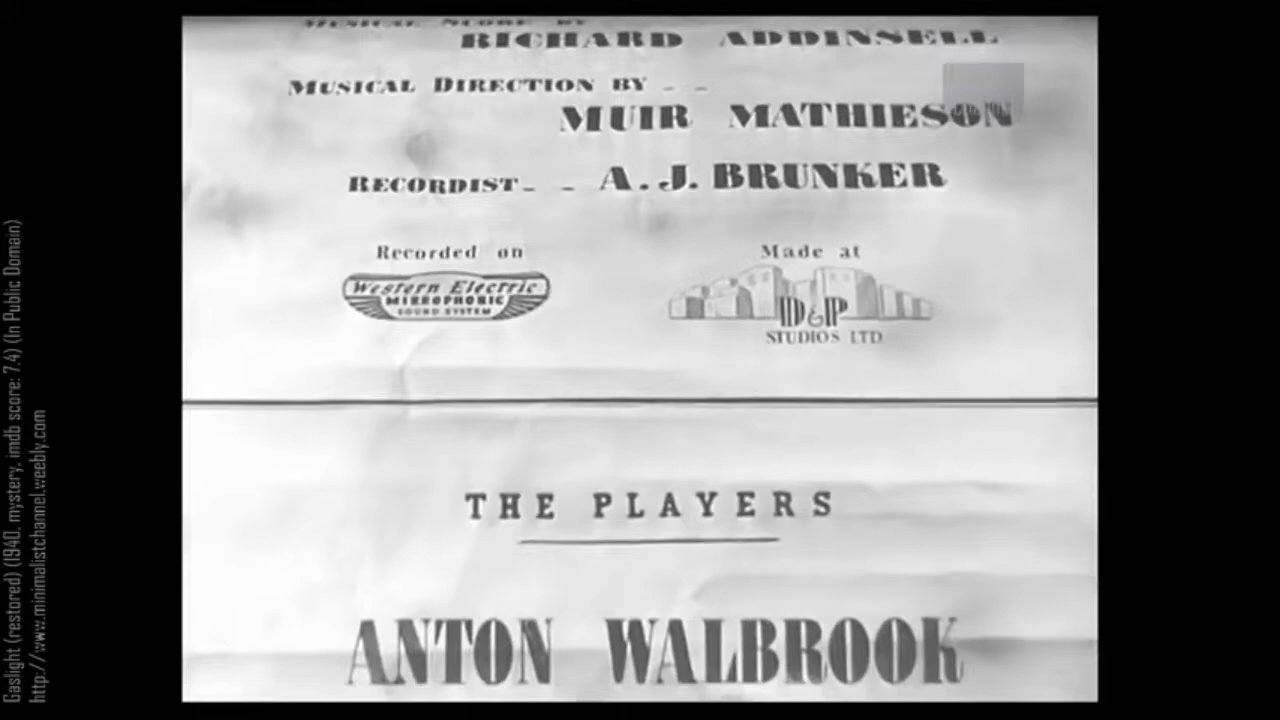 MUSICAL SCORE BY
RICHARD ADDINSELL
MUSICAL DIRECTION BY _ _
MUIR MATHIESON
RECORDIST_ _ A. J. BRUNKER
Recorded on
Western Electric
MIRROPHONIC
SOUND SYSTEM
Made at
D&P
STUDIOS LTD
THE PLAYERS
ANTON WALBROOK
Gaslight (restored) (1940, mystery, imdb score: 7.4) (In Public Domain)
http://www.minimalistchannel.weebly.com